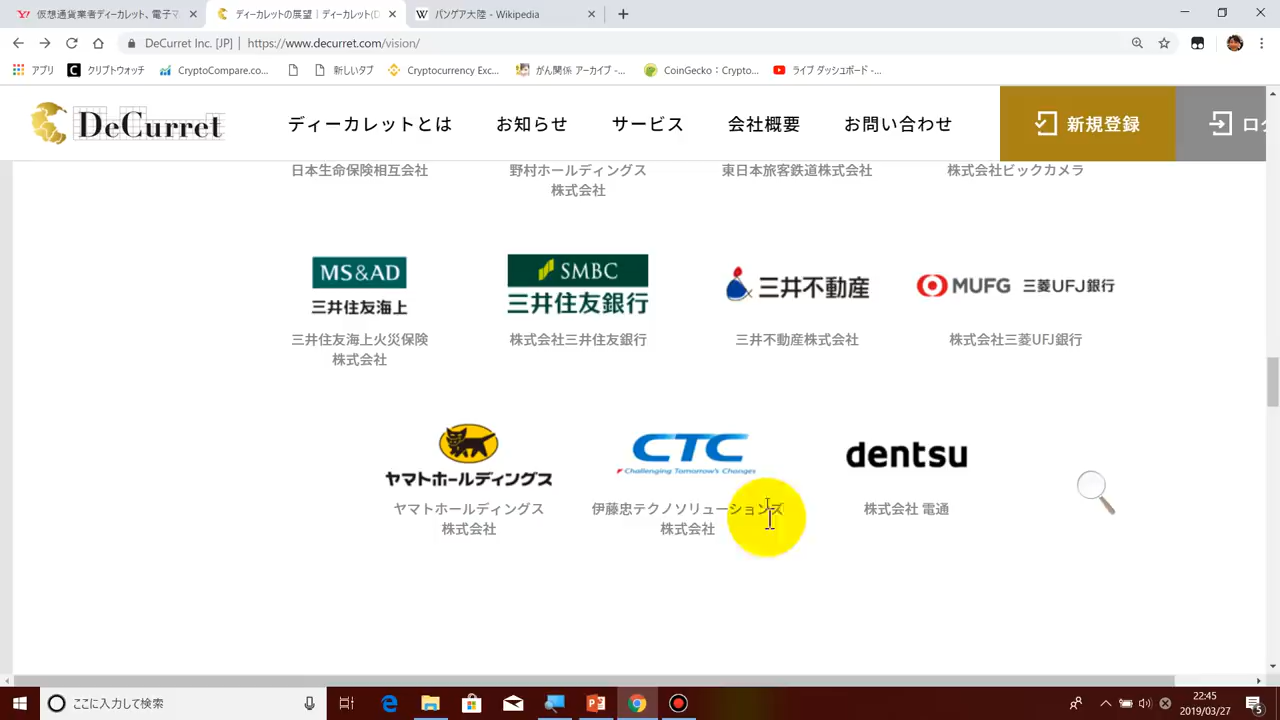 仮想通貨業者ディーカレット、電子マ
ディーカレットの展望｜ディーカレット(D
パンゲア大陸 - Wikipedia
DeCurret Inc. [JP] | https://www.decurret.com/vision/
アプリ
クリプトウォッチ
CryptoCompare.co...
新しいタブ
Cryptocurrency Exc...
がん関係 アーカイブ -...
CoinGecko：Crypto...
ライブ ダッシュボード -...
DeCurret
ディーカレットとは
お知らせ
サービス
会社概要
お問い合わせ
新規登録
ログ
日本生命保険相互会社
野村ホールディングス
株式会社
東日本旅客鉄道株式会社
株式会社ビックカメラ
MS&AD
三井住友海上
SMBC
三井住友銀行
三井不動産
MUFG 三菱UFJ銀行
三井住友海上火災保険
株式会社
株式会社三井住友銀行
三井不動産株式会社
株式会社三菱UFJ銀行
ヤマトホールディングス
CTC
Challenging Tomorrow's Changes
dentsu
ヤマトホールディングス
株式会社
伊藤忠テクノソリューションズ
株式会社
株式会社 電通
ここに入力して検索
22:45
2019/03/27
5